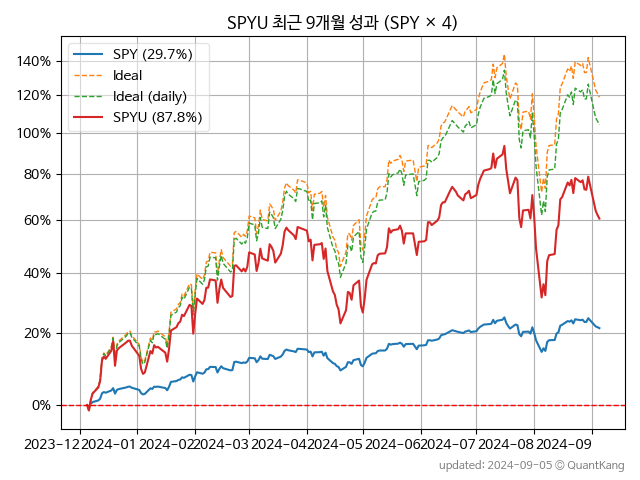 SPYU 최근 9개월 성과 (SPY × 4)
SPY (29.7%)
Ideal
Ideal (daily)
SPYU (87.8%)
140%
120%
100%
80%
60%
40%
20%
0%
2023-12 2024-01 2024-02 2024-03 2024-04 2024-05 2024-06 2024-07 2024-08 2024-09
updated: 2024-09-05 © QuantKang